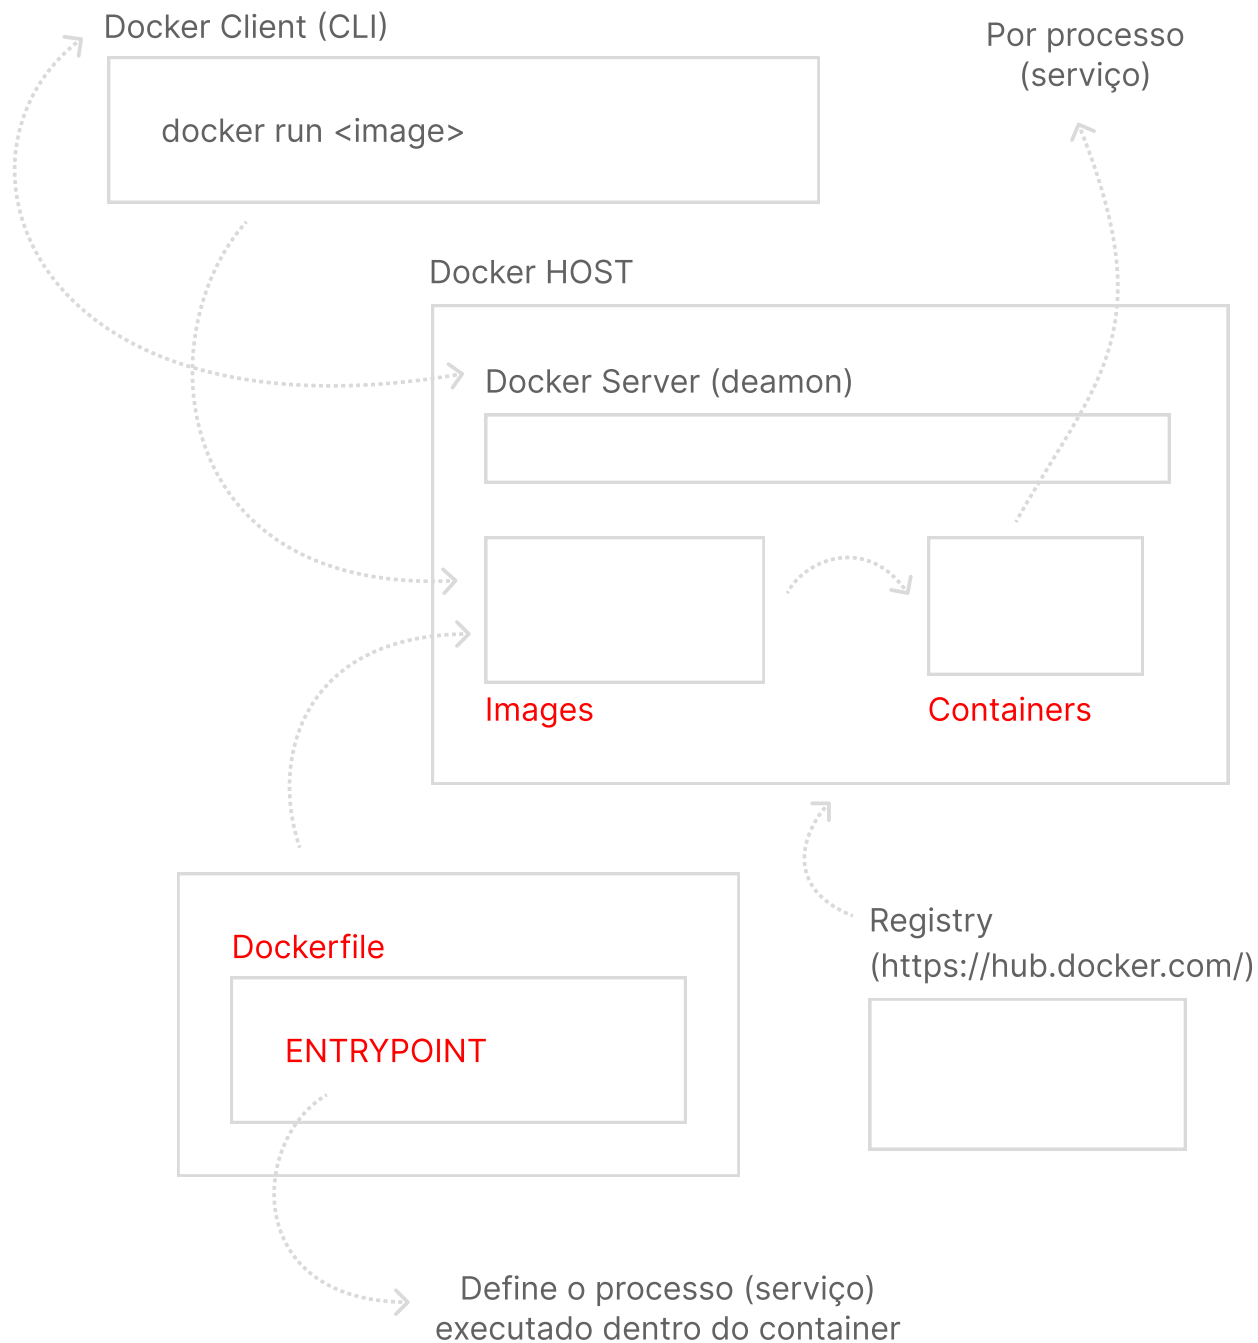 Docker Client (CLI)
Por processo
(serviço)
docker run <image>
Docker HOST
Docker Server (deamon)
Images
Containers
Dockerfile
ENTRYPOINT
Registry
(https://hub.docker.com/)
Define o processo (serviço)
executado dentro do container